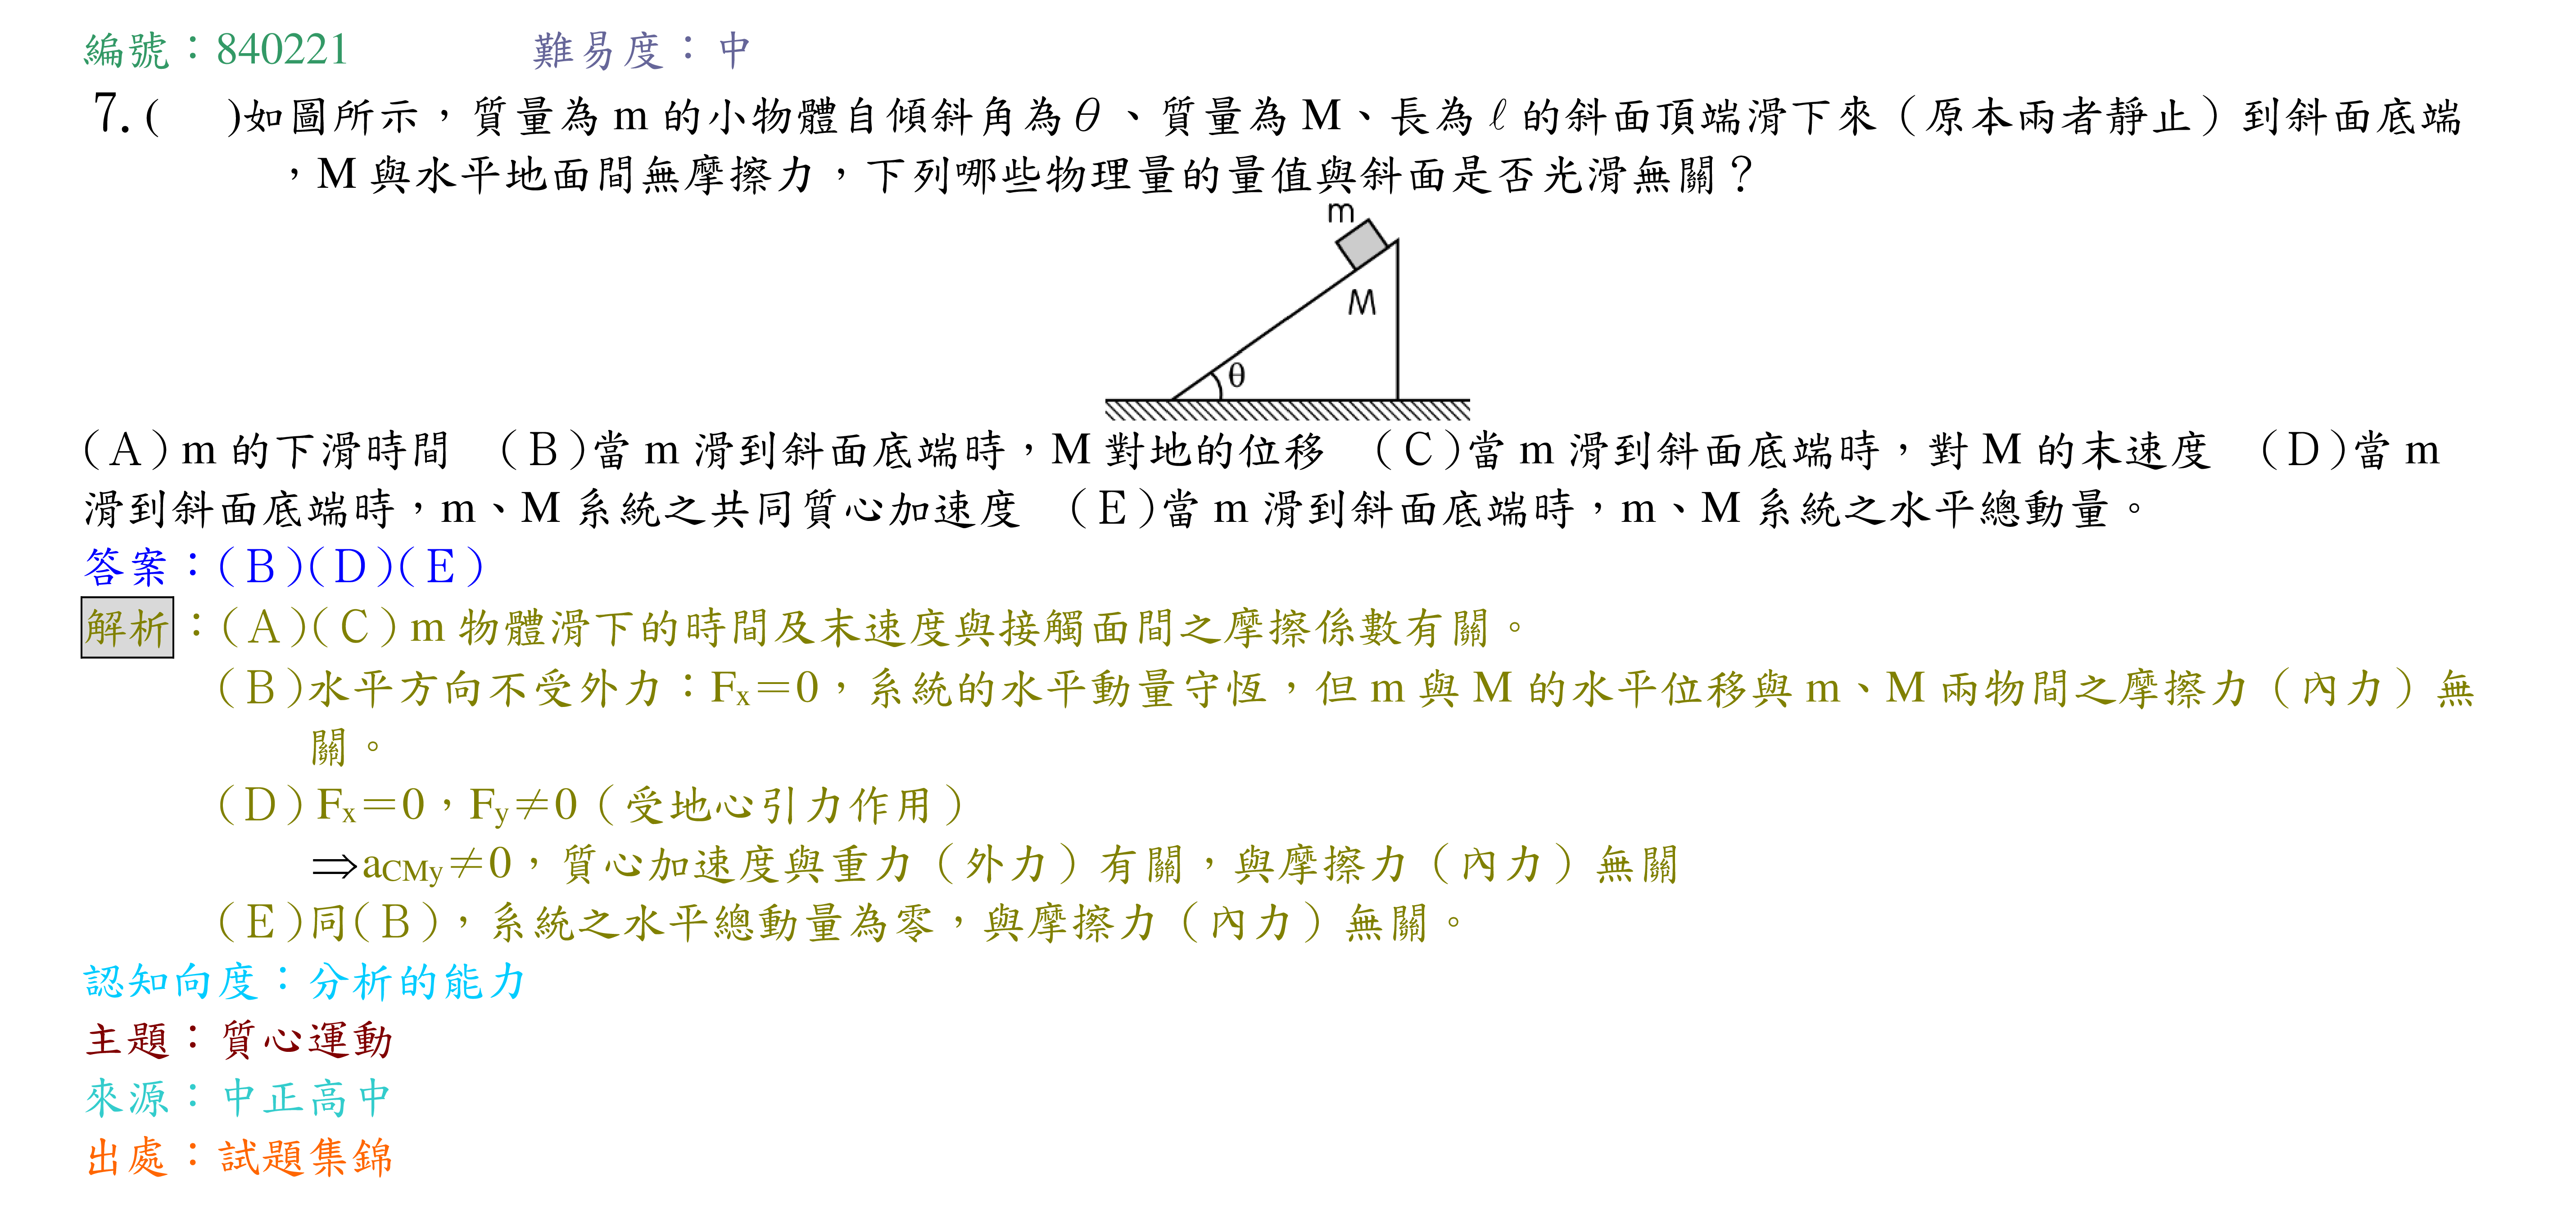 編號：840221 難易度：中
7.( )如圖所示，質量為 m 的小物體自傾斜角為θ、質量為 M、長為ℓ的斜面頂端滑下來（原本兩者靜止）到斜面底端
，M 與水平地面間無摩擦力，下列哪些物理量的量值與斜面是否光滑無關？
m
M
θ
(A)m 的下滑時間 (B)當 m 滑到斜面底端時，M 對地的位移 (C)當 m 滑到斜面底端時，對 M 的末速度 (D)當 m
滑到斜面底端時，m、M 系統之共同質心加速度 (E)當 m 滑到斜面底端時，m、M 系統之水平總動量。
答案：(B)(D)(E)
解析：(A)(C)m 物體滑下的時間及末速度與接觸面間之摩擦係數有關。
(B)水平方向不受外力：Fx＝0，系統的水平動量守恆，但 m 與 M 的水平位移與 m、M 兩物間之摩擦力（內力）無
關。
(D)Fx＝0，Fy≠0（受地心引力作用）
⇒aCMy≠0，質心加速度與重力（外力）有關，與摩擦力（內力）無關
(E)同(B)，系統之水平總動量為零，與摩擦力（內力）無關。
認知向度：分析的能力
主題：質心運動
來源：中正高中
出處：試題集錦